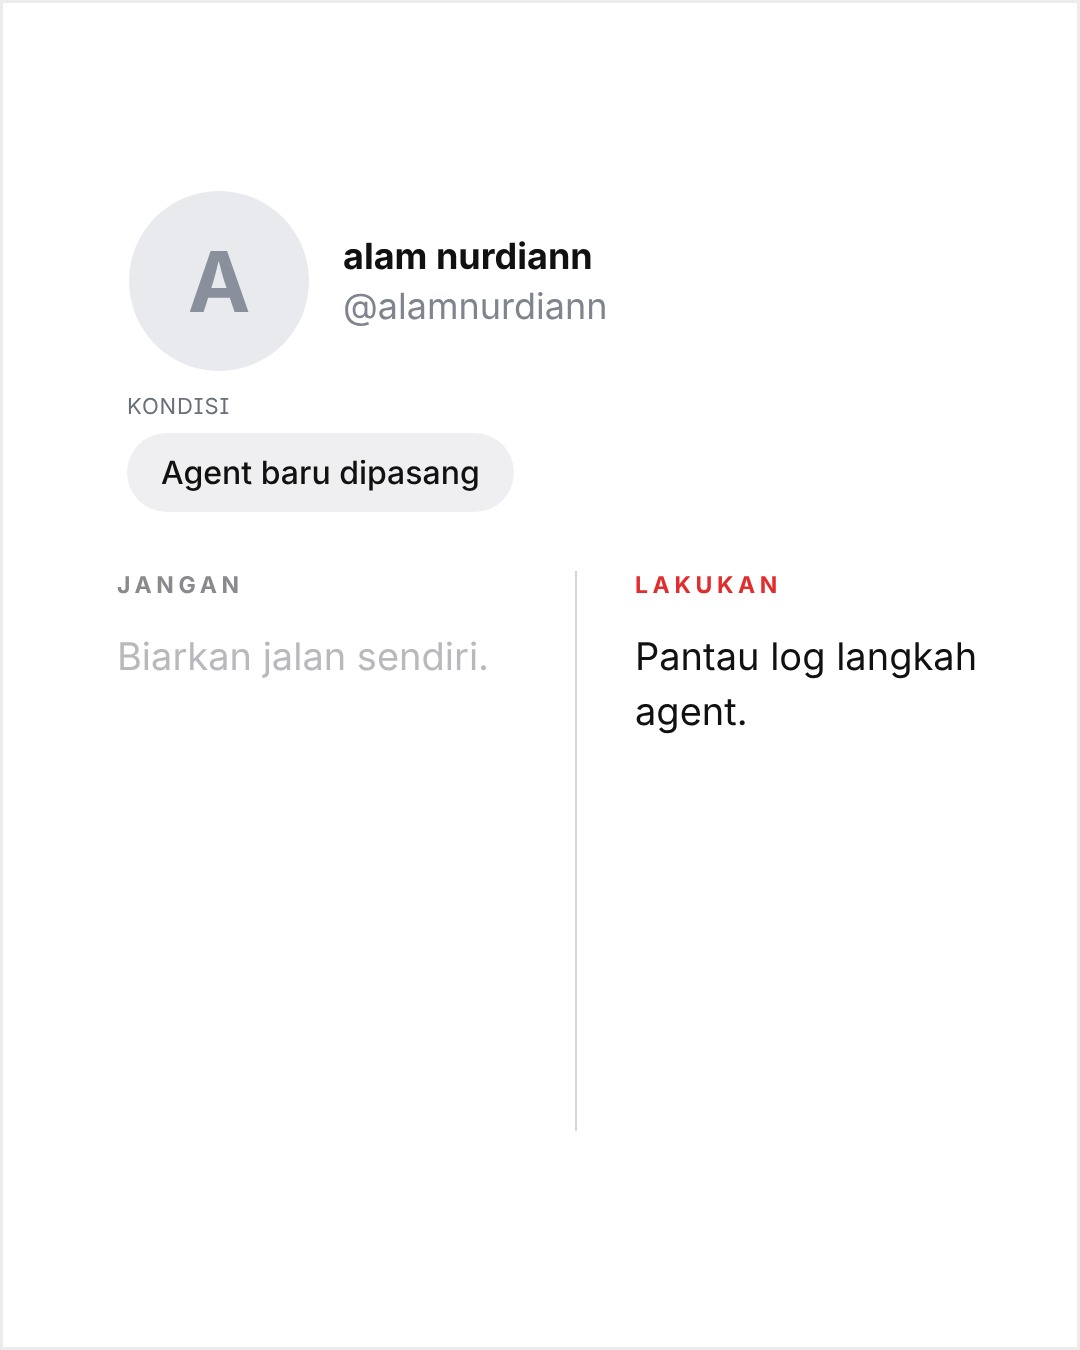 A
alam nurdiann
@alamnurdiann
KONDISI
Agent baru dipasang
JANGAN
Biarkan jalan sendiri.
LAKUKAN
Pantau log langkah
agent.